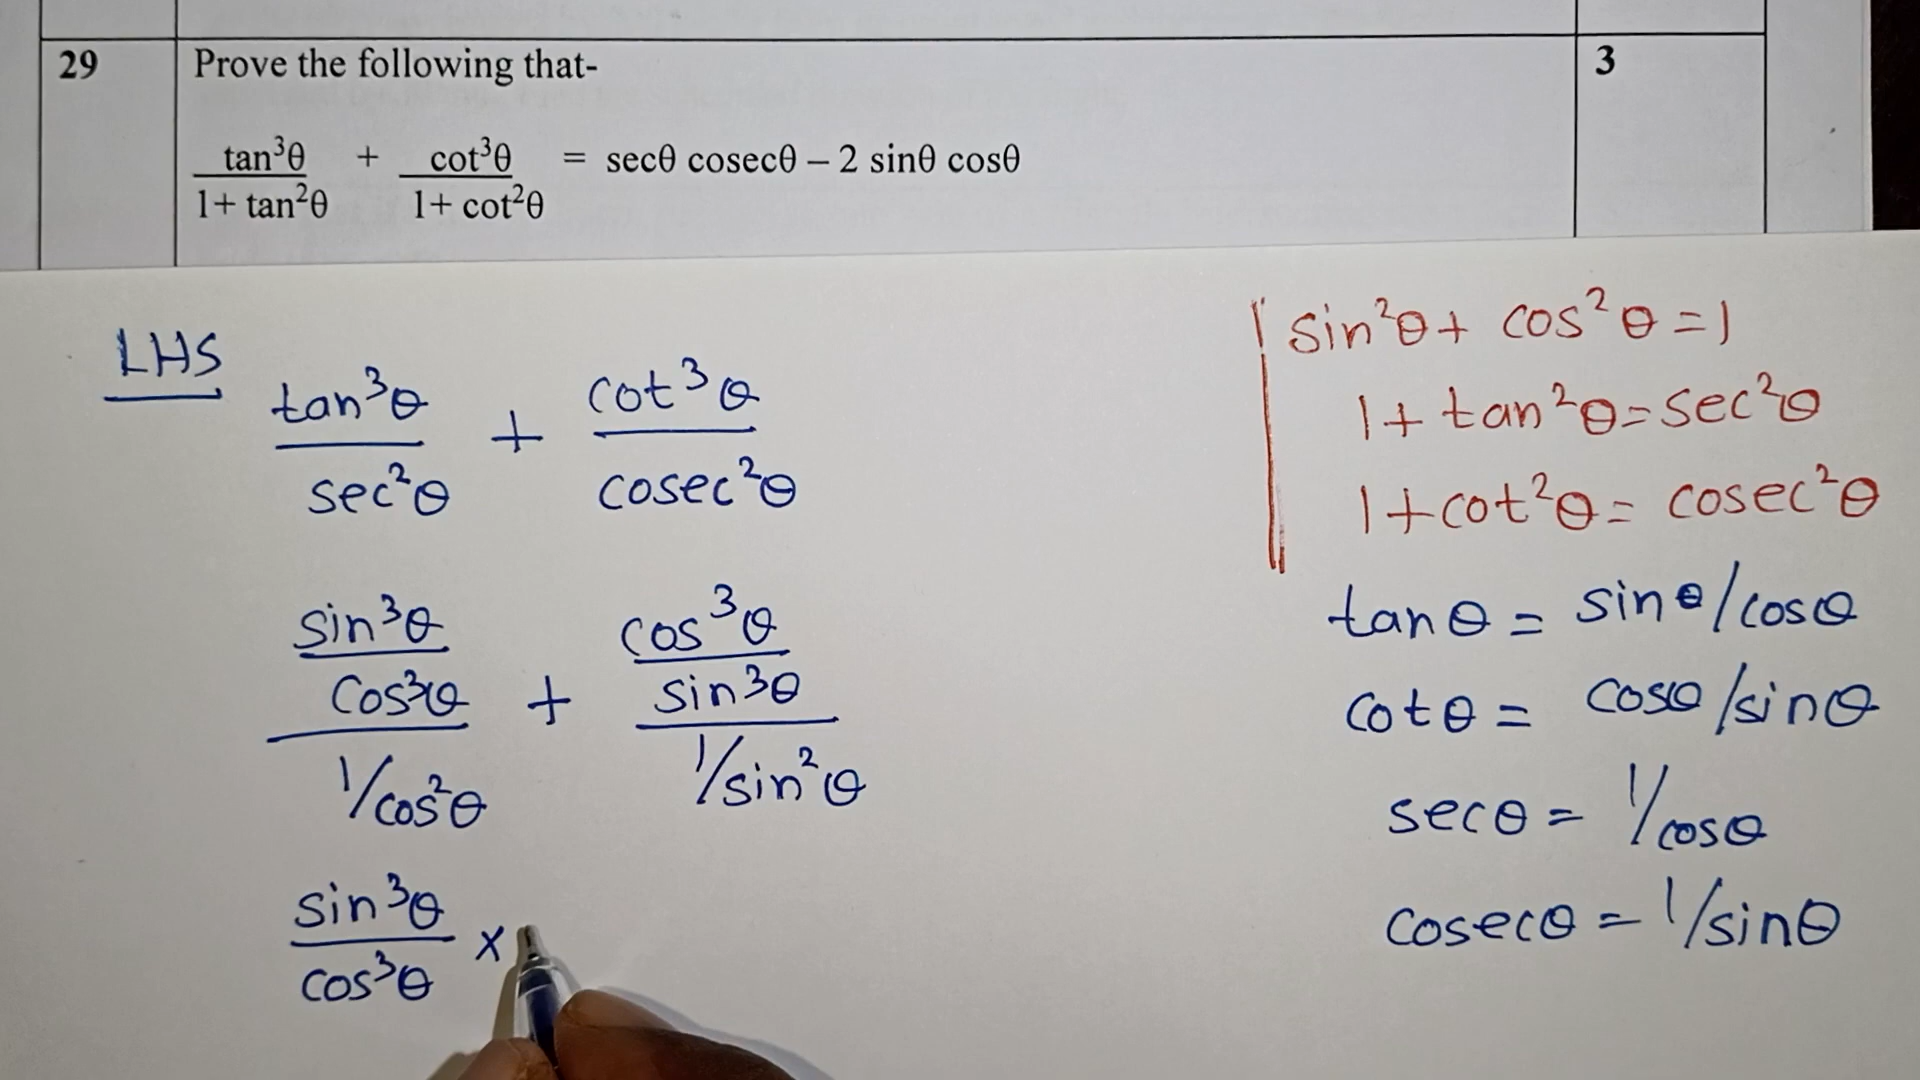 29 Prove the following that- 3
tan³θ + cot³θ = secθ cosecθ – 2 sinθ cosθ
1+ tan²θ 1+ cot²θ
LHS
tan³θ + cot³θ
sec²θ cosec²θ
sin³θ + cos³θ
cos³θ sin³θ
1/cos²θ 1/sin²θ
sin³θ ×
cos³θ
sin²θ + cos²θ = 1
1 + tan²θ = sec²θ
1 + cot²θ = cosec²θ
tanθ = sinθ/cosθ
cotθ = cosθ/sinθ
secθ = 1/cosθ
cosecθ = 1/sinθ